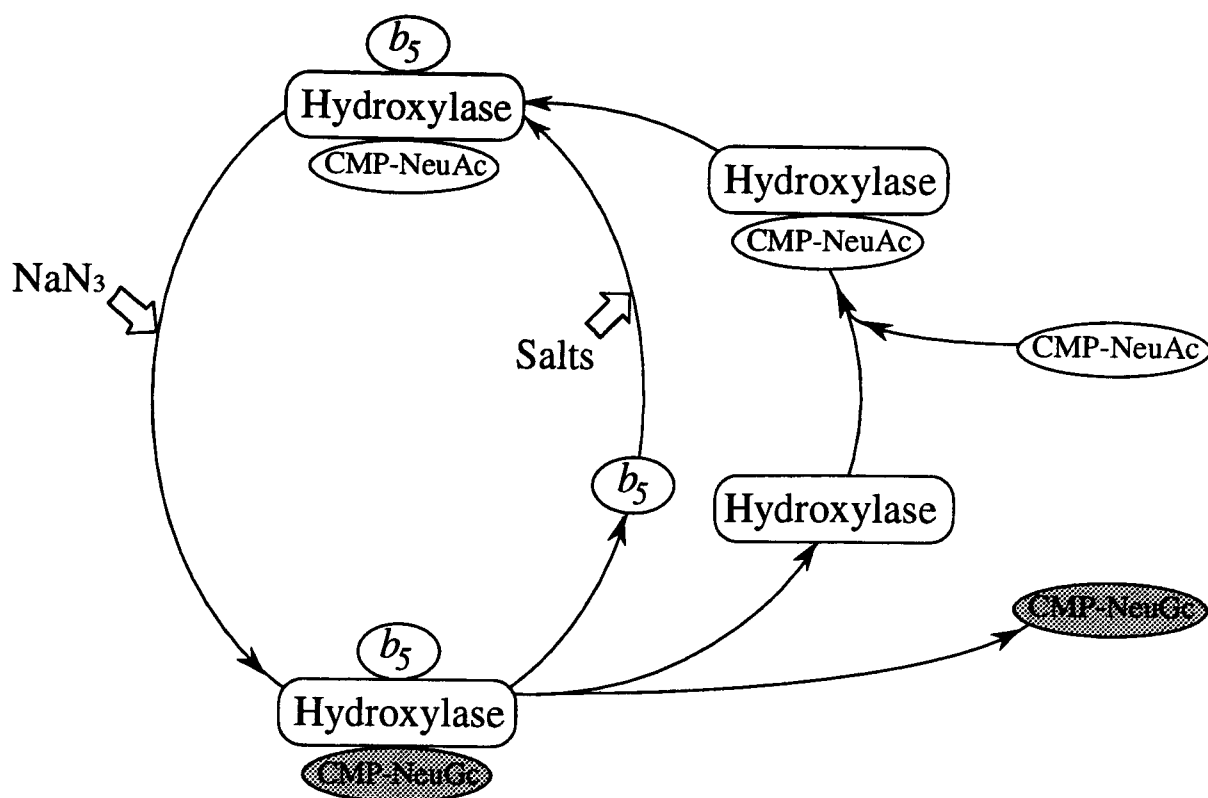 b5
Hydroxylase
CMP-NeuAc
Hydroxylase
CMP-NeuAc
NaN3
Salts
CMP-NeuAc
b5
Hydroxylase
CMP-NeuGc
b5
Hydroxylase
CMP-NeuGc